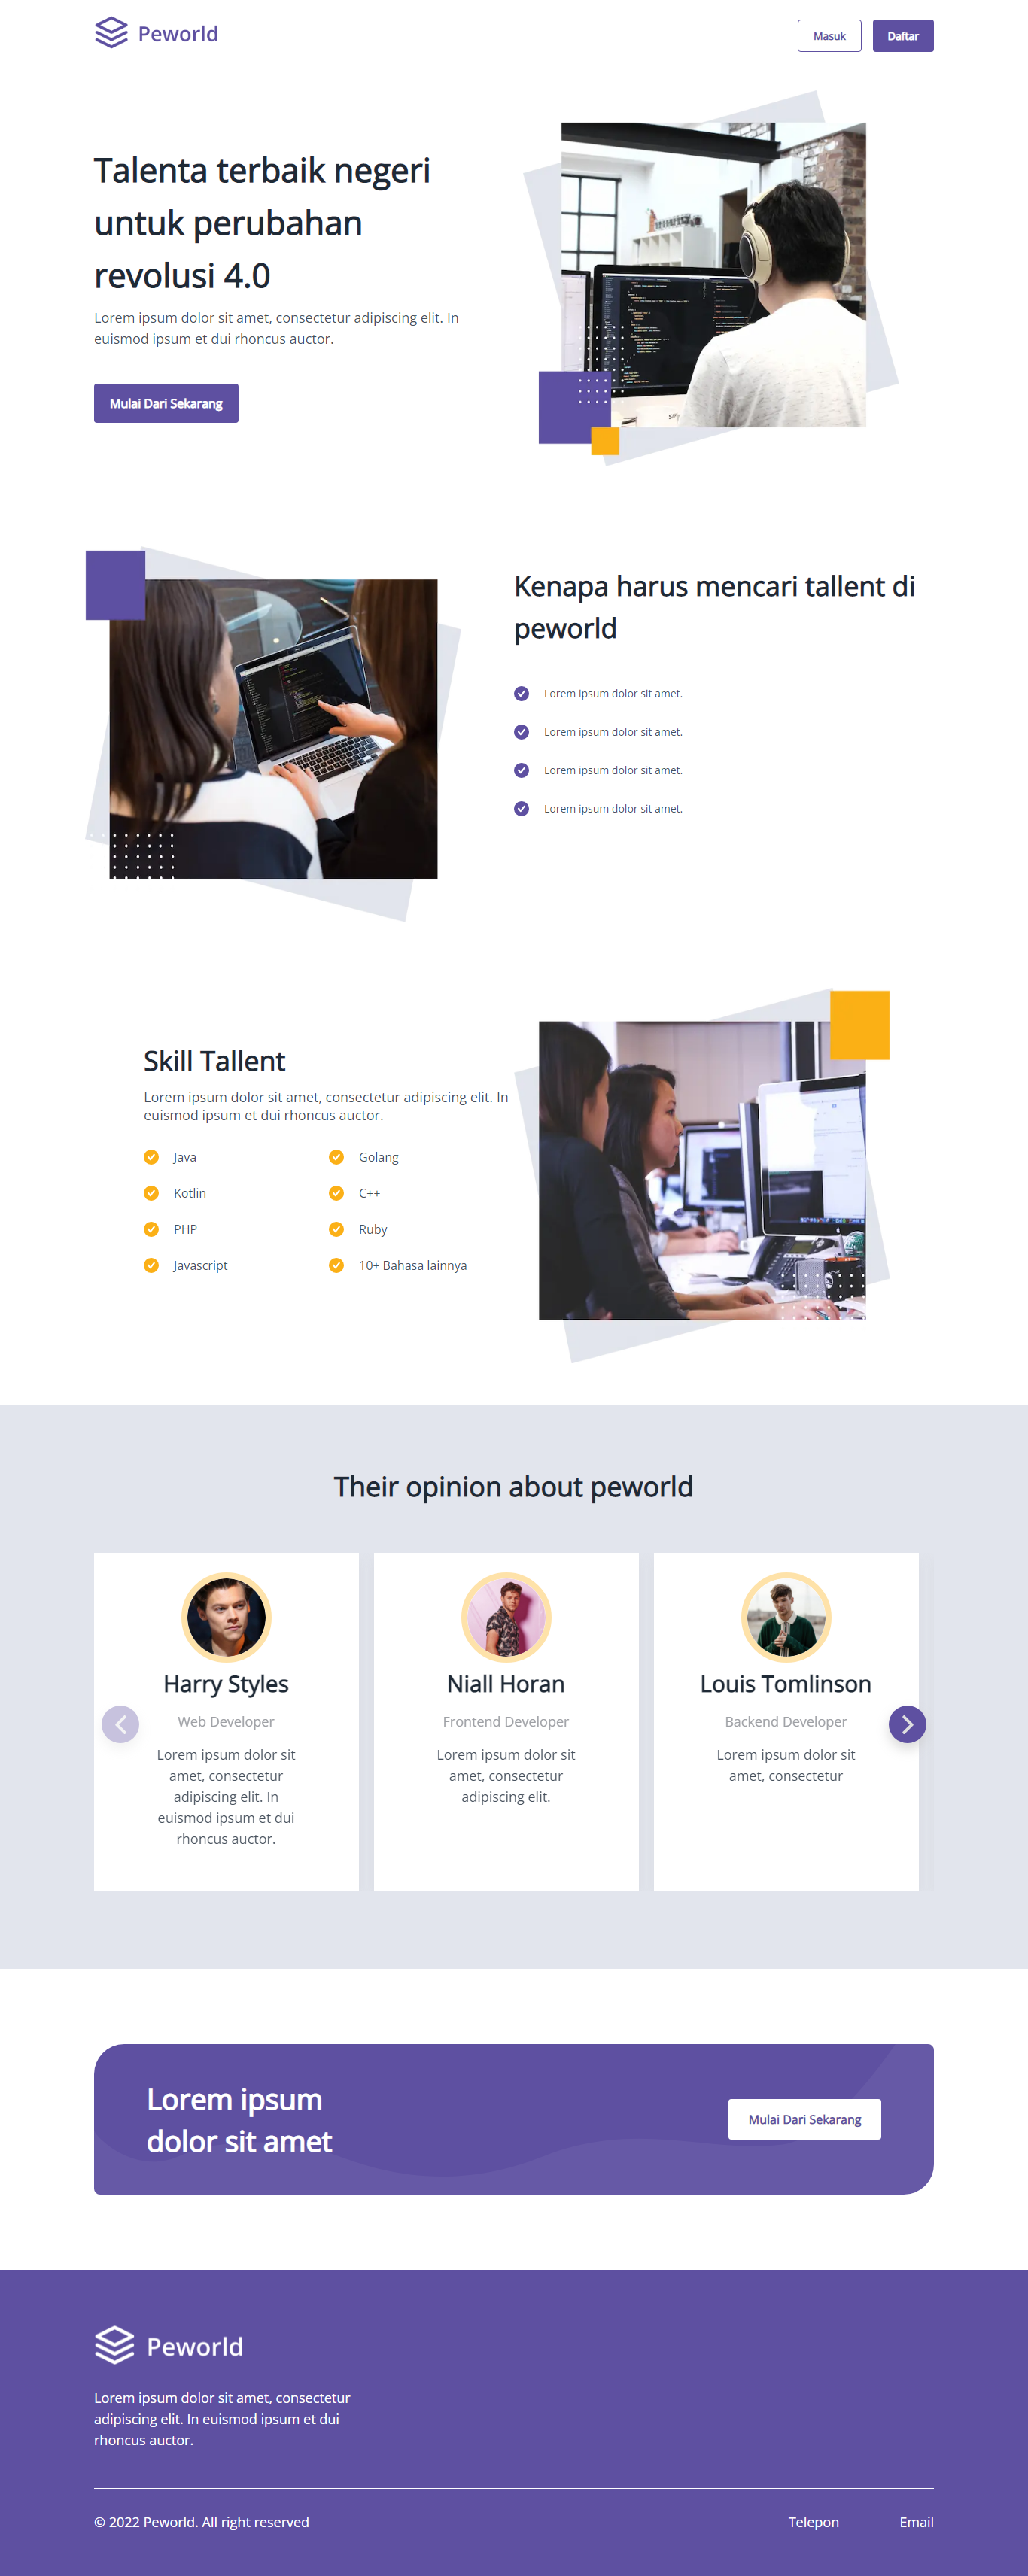 Peworld
Masuk
Daftar
Talenta terbaik negeri
untuk perubahan
revolusi 4.0
Lorem ipsum dolor sit amet, consectetur adipiscing elit. In
euismod ipsum et dui rhoncus auctor.
Mulai Dari Sekarang
Kenapa harus mencari tallent di
peworld
Lorem ipsum dolor sit amet.
Lorem ipsum dolor sit amet.
Lorem ipsum dolor sit amet.
Lorem ipsum dolor sit amet.
Skill Tallent
Lorem ipsum dolor sit amet, consectetur adipiscing elit. In
euismod ipsum et dui rhoncus auctor.
Java
Golang
Kotlin
C++
PHP
Ruby
Javascript
10+ Bahasa lainnya
Their opinion about peworld
Harry Styles
Web Developer
Lorem ipsum dolor sit
amet, consectetur
adipiscing elit. In
euismod ipsum et dui
rhoncus auctor.
Niall Horan
Frontend Developer
Lorem ipsum dolor sit
amet, consectetur
adipiscing elit.
Louis Tomlinson
Backend Developer
Lorem ipsum dolor sit
amet, consectetur
Lorem ipsum
dolor sit amet
Mulai Dari Sekarang
Peworld
Lorem ipsum dolor sit amet, consectetur
adipiscing elit. In euismod ipsum et dui
rhoncus auctor.
© 2022 Peworld. All right reserved
Telepon
Email